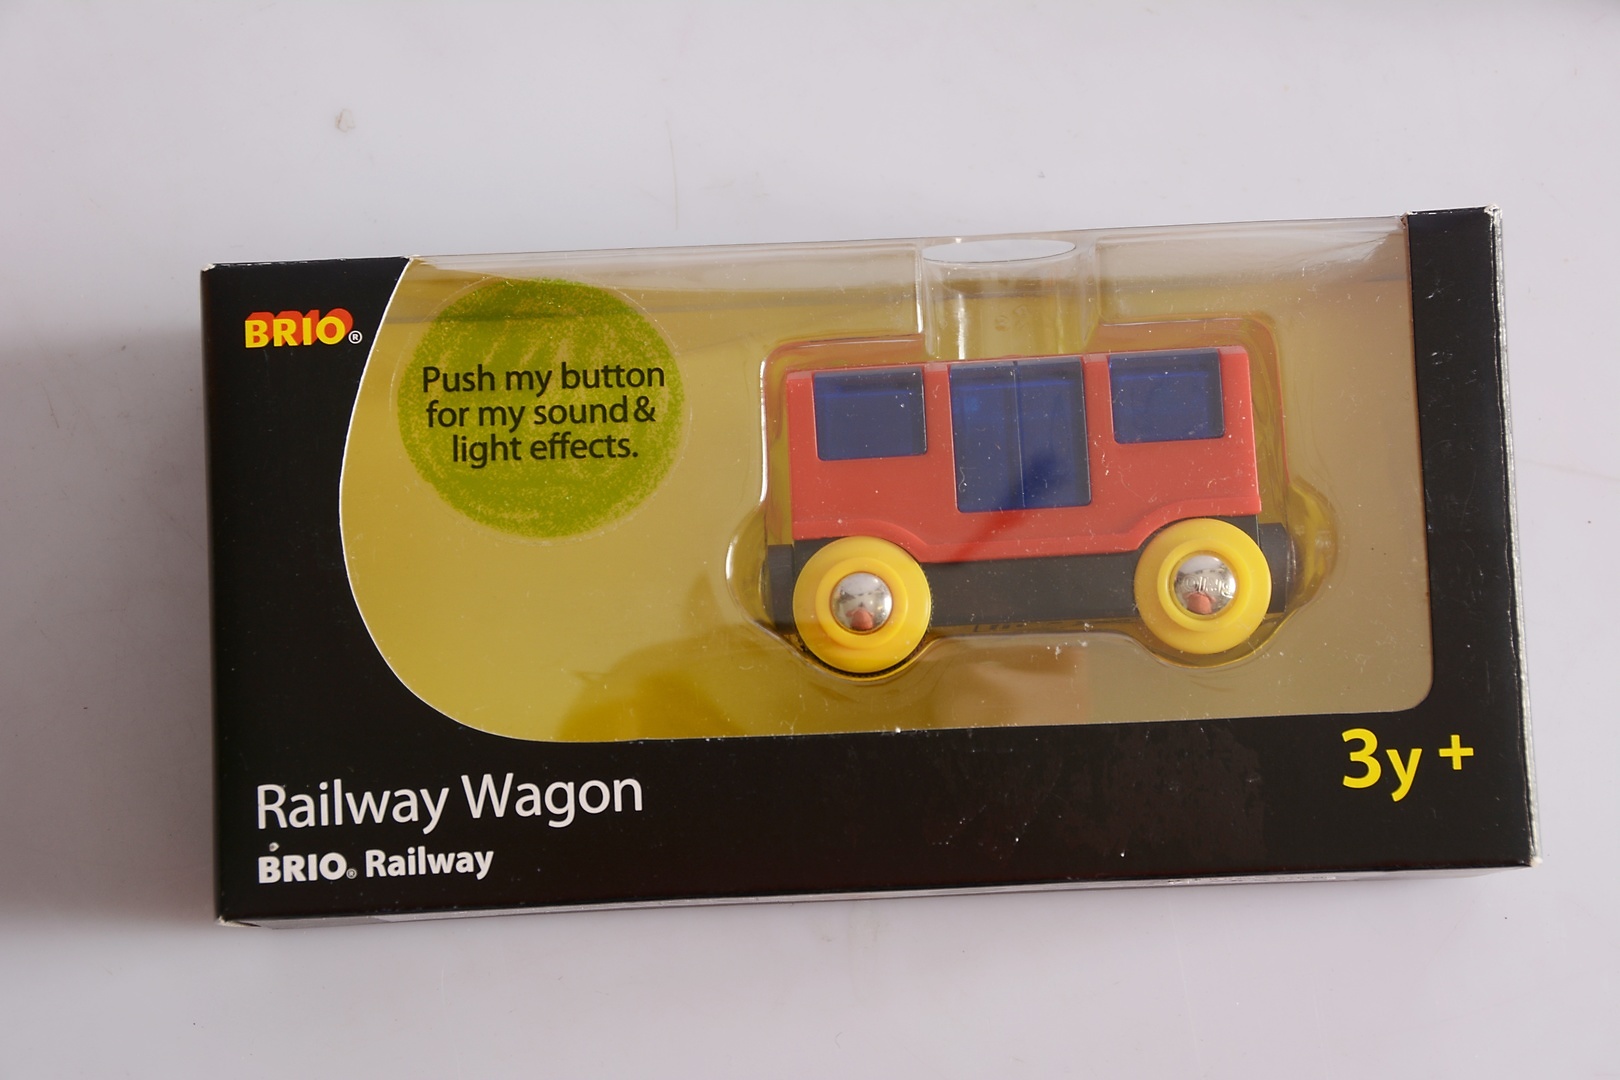 BRIO®
Push my button
for my sound &
light effects.
3y +
Railway Wagon
BRIO® Railway